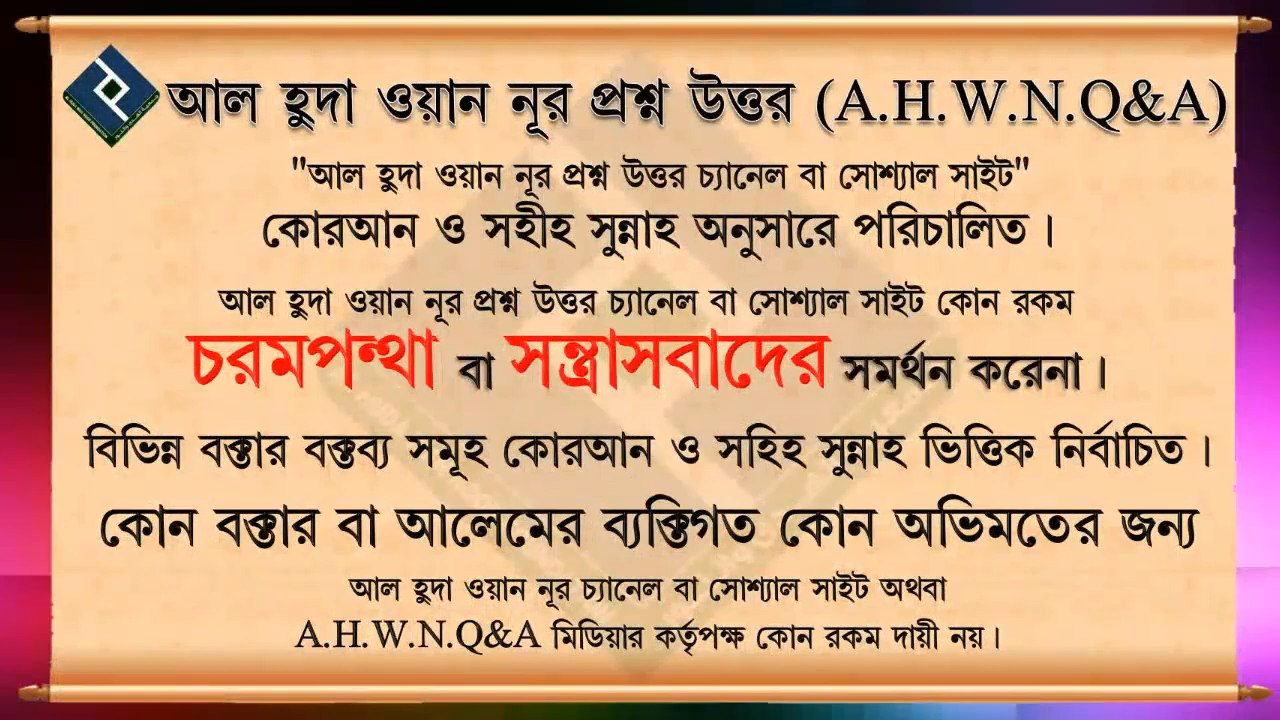 আল হুদা ওয়ান নূর প্রশ্ন উত্তর (A.H.W.N.Q&A)
"আল হুদা ওয়ান নূর প্রশ্ন উত্তর চ্যানেল বা সোশ্যাল সাইট"
কোরআন ও সহীহ সুন্নাহ অনুসারে পরিচালিত।
আল হুদা ওয়ান নূর প্রশ্ন উত্তর চ্যানেল বা সোশ্যাল সাইট কোন রকম
চরমপন্থা বা সন্ত্রাসবাদের সমর্থন করেনা।
বিভিন্ন বক্তার বক্তব্য সমূহ কোরআন ও সহিহ সুন্নাহ ভিত্তিক নির্বাচিত।
কোন বক্তার বা আলেমের ব্যক্তিগত কোন অভিমতের জন্য
আল হুদা ওয়ান নূর চ্যানেল বা সোশ্যাল সাইট অথবা
A.H.W.N.Q&A মিডিয়ার কর্তৃপক্ষ কোন রকম দায়ী নয়।